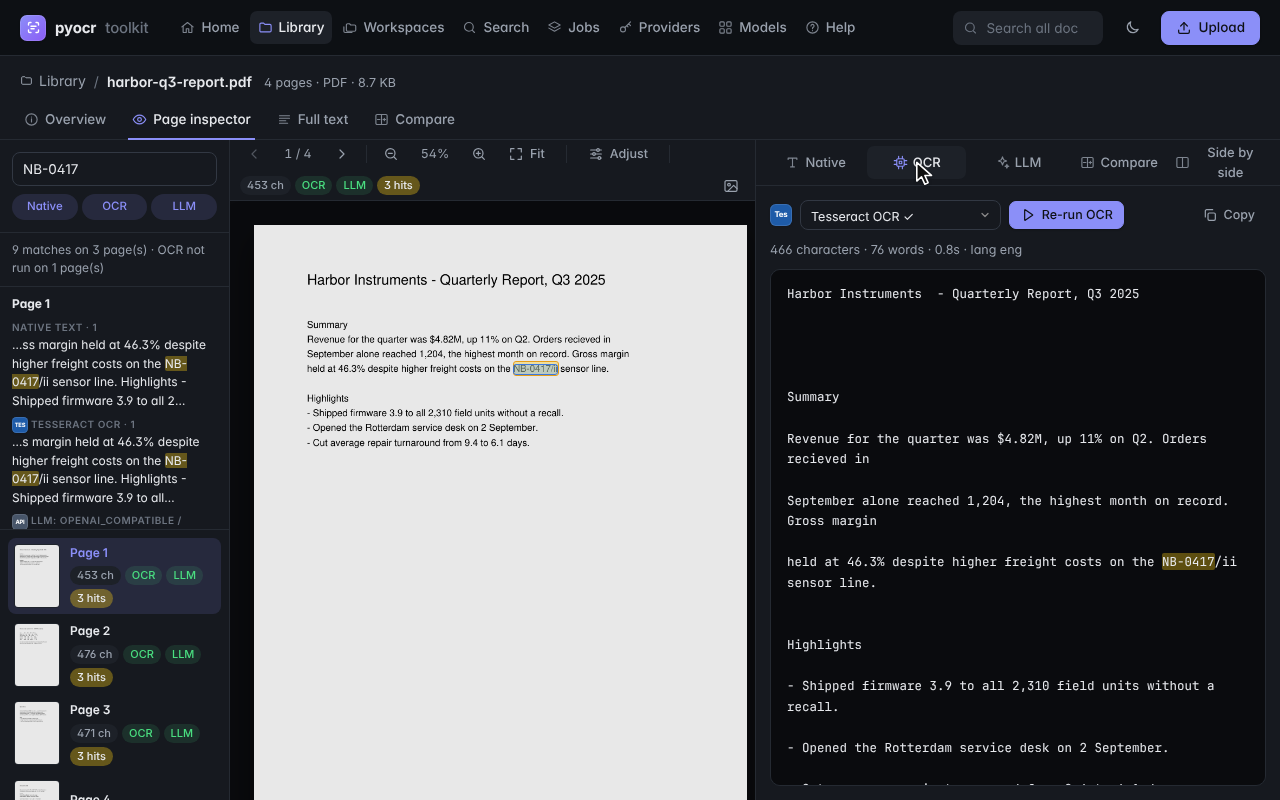 pyocr toolkit
Home
Library
Workspaces
Search
Jobs
Providers
Models
Help
Search all doc
Upload
Library / harbor-q3-report.pdf 4 pages · PDF · 8.7 KB
Overview
Page inspector
Full text
Compare
NB-0417
Native
OCR
LLM
9 matches on 3 page(s) · OCR not
run on 1 page(s)
Page 1
NATIVE TEXT · 1
...ss margin held at 46.3% despite
higher freight costs on the NB-
0417/ii sensor line. Highlights -
Shipped firmware 3.9 to all 2...
TES TESSERACT OCR · 1
...s margin held at 46.3% despite
higher freight costs on the NB-
0417/ii sensor line. Highlights -
Shipped firmware 3.9 to all...
API LLM: OPENAI_COMPATIBLE /
Page 1
453 ch OCR LLM
3 hits
Page 2
476 ch OCR LLM
3 hits
Page 3
471 ch OCR LLM
3 hits
Page 4
1 / 4
54%
Fit
Adjust
453 ch OCR LLM 3 hits
Harbor Instruments - Quarterly Report, Q3 2025
Summary
Revenue for the quarter was $4.82M, up 11% on Q2. Orders recieved in
September alone reached 1,204, the highest month on record. Gross margin
held at 46.3% despite higher freight costs on the NB-0417/ii sensor line.
Highlights
- Shipped firmware 3.9 to all 2,310 field units without a recall.
- Opened the Rotterdam service desk on 2 September.
- Cut average repair turnaround from 9.4 to 6.1 days.
Native
OCR
LLM
Compare
Side by
side
Tes Tesseract OCR ✓
Re-run OCR
Copy
466 characters · 76 words · 0.8s · lang eng
Harbor Instruments  - Quarterly Report, Q3 2025
Summary
Revenue for the quarter was $4.82M, up 11% on Q2. Orders
recieved in
September alone reached 1,204, the highest month on record.
Gross margin
held at 46.3% despite higher freight costs on the NB-0417/ii
sensor line.
Highlights
- Shipped firmware 3.9 to all 2,310 field units without a
recall.
- Opened the Rotterdam service desk on 2 September.